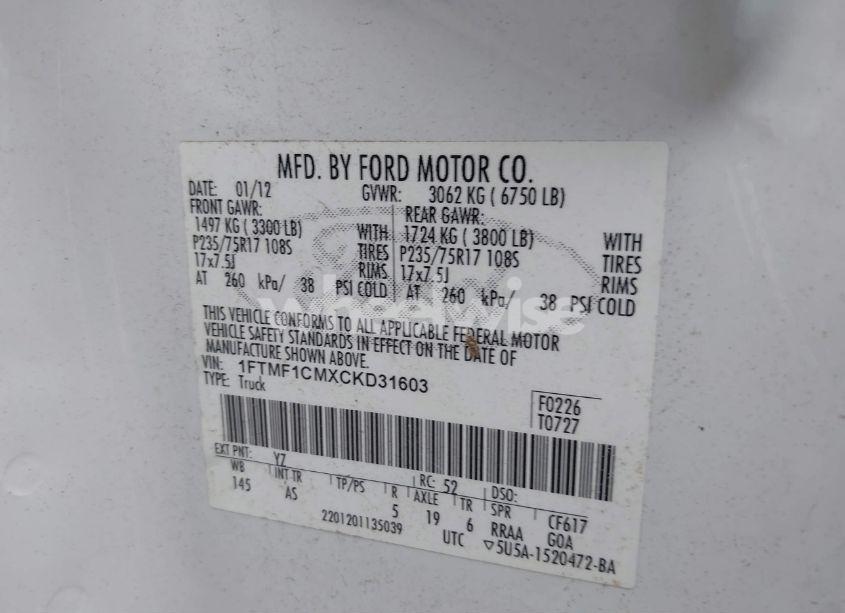 MFD. BY FORD MOTOR CO.
DATE: 01/12 GVWR: 3062 KG ( 6750 LB)
FRONT GAWR: REAR GAWR:
1497 KG ( 3300 LB) WITH 1724 KG ( 3800 LB) WITH
P235/75R17 108S TIRES P235/75R17 108S TIRES
17x7.5J RIMS 17x7.5J RIMS
AT 260 kPa/ 38 PSI COLD AT 260 kPa/ 38 PSI COLD
wheelwise
THIS VEHICLE CONFORMS TO ALL APPLICABLE FEDERAL MOTOR
VEHICLE SAFETY STANDARDS IN EFFECT ON THE DATE OF
MANUFACTURE SHOWN ABOVE.
VIN: 1FTMF1CMXCKD31603
TYPE: Truck
F0226
T0727
EXT PNT: YZ RC: 52 DSO:
WB INT TR TP/PS R AXLE TR SPR CF617
145 AS 5 19 6 RRAA GOA
2201201135039 UTC ▽5U5A-1520472-BA